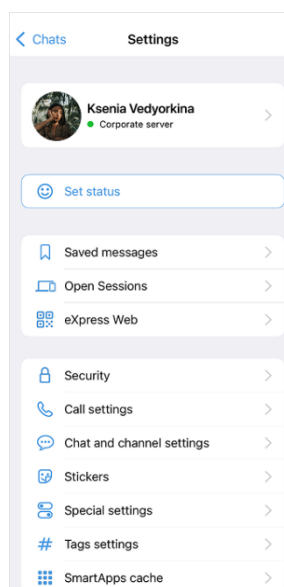 Chats Settings
Ksenia Vedyorkina
Corporate server
Set status
Saved messages
Open Sessions
eXpress Web
Security
Call settings
Chat and channel settings
Stickers
Special settings
Tags settings
SmartApps cache